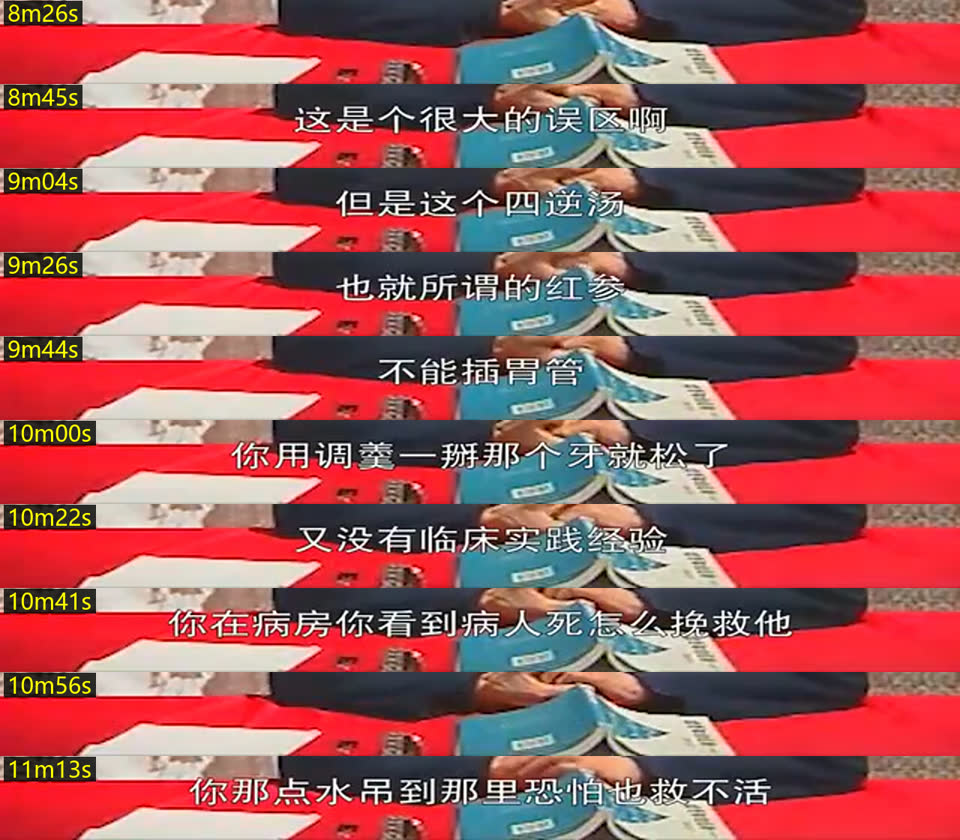 8m26s
8m45s
这是个很大的误区啊
9m04s
但是这个四逆汤
9m26s
也就所谓的红参
9m44s
不能插胃管
10m00s
你用调羹一掰那个牙就松了
10m22s
又没有临床实践经验
10m41s
你在病房你看到病人死怎么挽救他
10m56s
11m13s
你那点水吊到那里恐怕也救不活